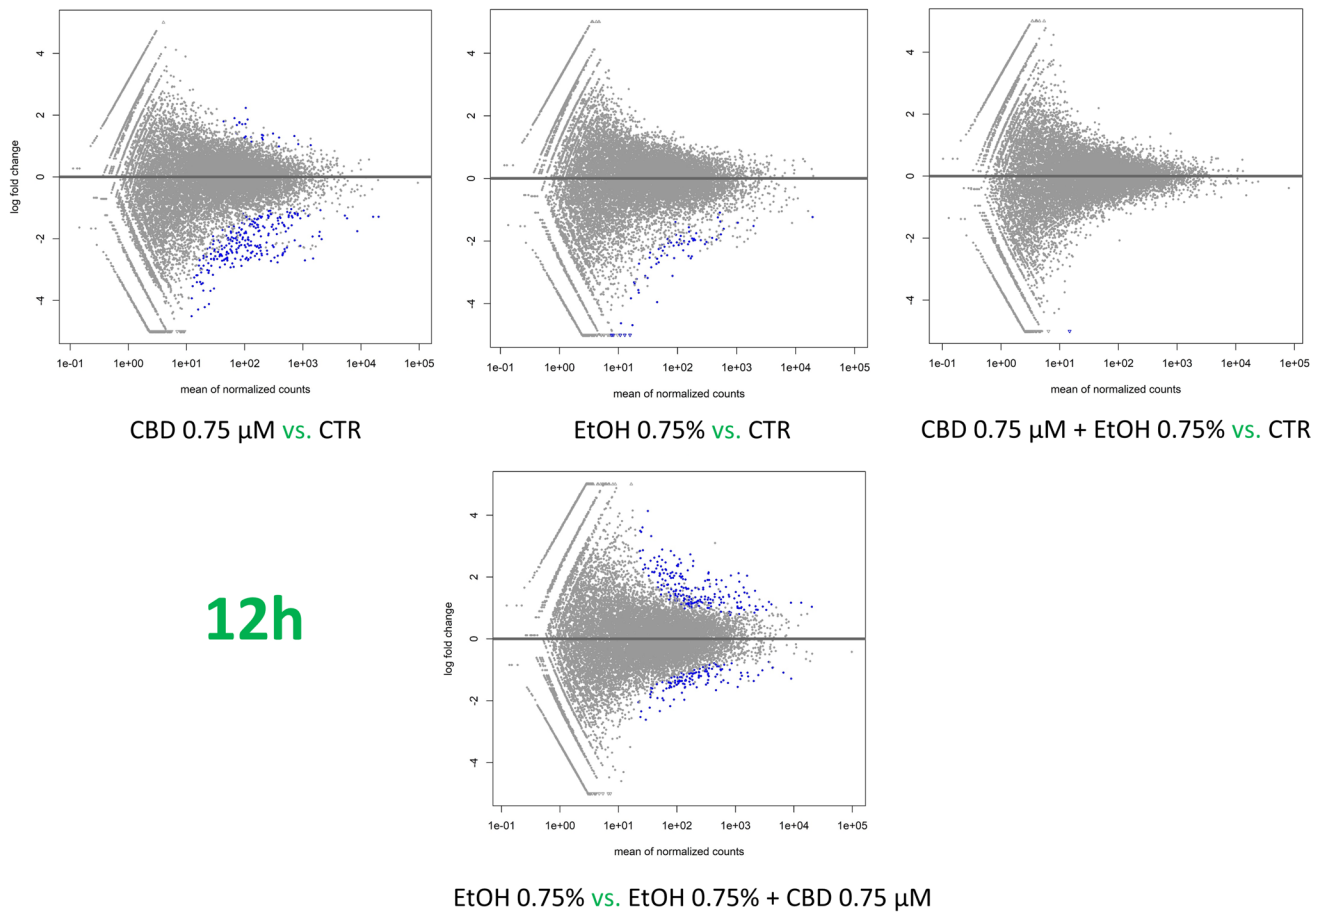 4
2
0
-2
-4
log fold change
1e-01 1e+00 1e+01 1e+02 1e+03 1e+04 1e+05
mean of normalized counts
CBD 0.75 µM vs. CTR
4
2
0
-2
-4
1e-01 1e+00 1e+01 1e+02 1e+03 1e+04 1e+05
mean of normalized counts
EtOH 0.75% vs. CTR
4
2
0
-2
-4
1e-01 1e+00 1e+01 1e+02 1e+03 1e+04 1e+05
mean of normalized counts
CBD 0.75 µM + EtOH 0.75% vs. CTR
12h
4
2
0
-2
-4
log fold change
1e-01 1e+00 1e+01 1e+02 1e+03 1e+04 1e+05
mean of normalized counts
EtOH 0.75% vs. EtOH 0.75% + CBD 0.75 µM